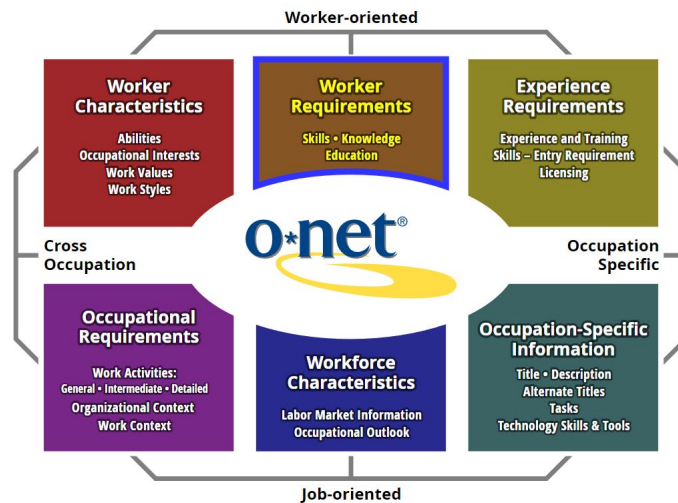 Worker-oriented
Worker
Characteristics
Abilities
Occupational Interests
Work Values
Work Styles
Worker
Requirements
Skills • Knowledge
Education
Experience
Requirements
Experience and Training
Skills – Entry Requirement
Licensing
Cross
Occupation
o*net®
Occupation
Specific
Occupational
Requirements
Work Activities:
General • Intermediate • Detailed
Organizational Context
Work Context
Workforce
Characteristics
Labor Market Information
Occupational Outlook
Occupation-Specific
Information
Title • Description
Alternate Titles
Tasks
Technology Skills & Tools
Job-oriented